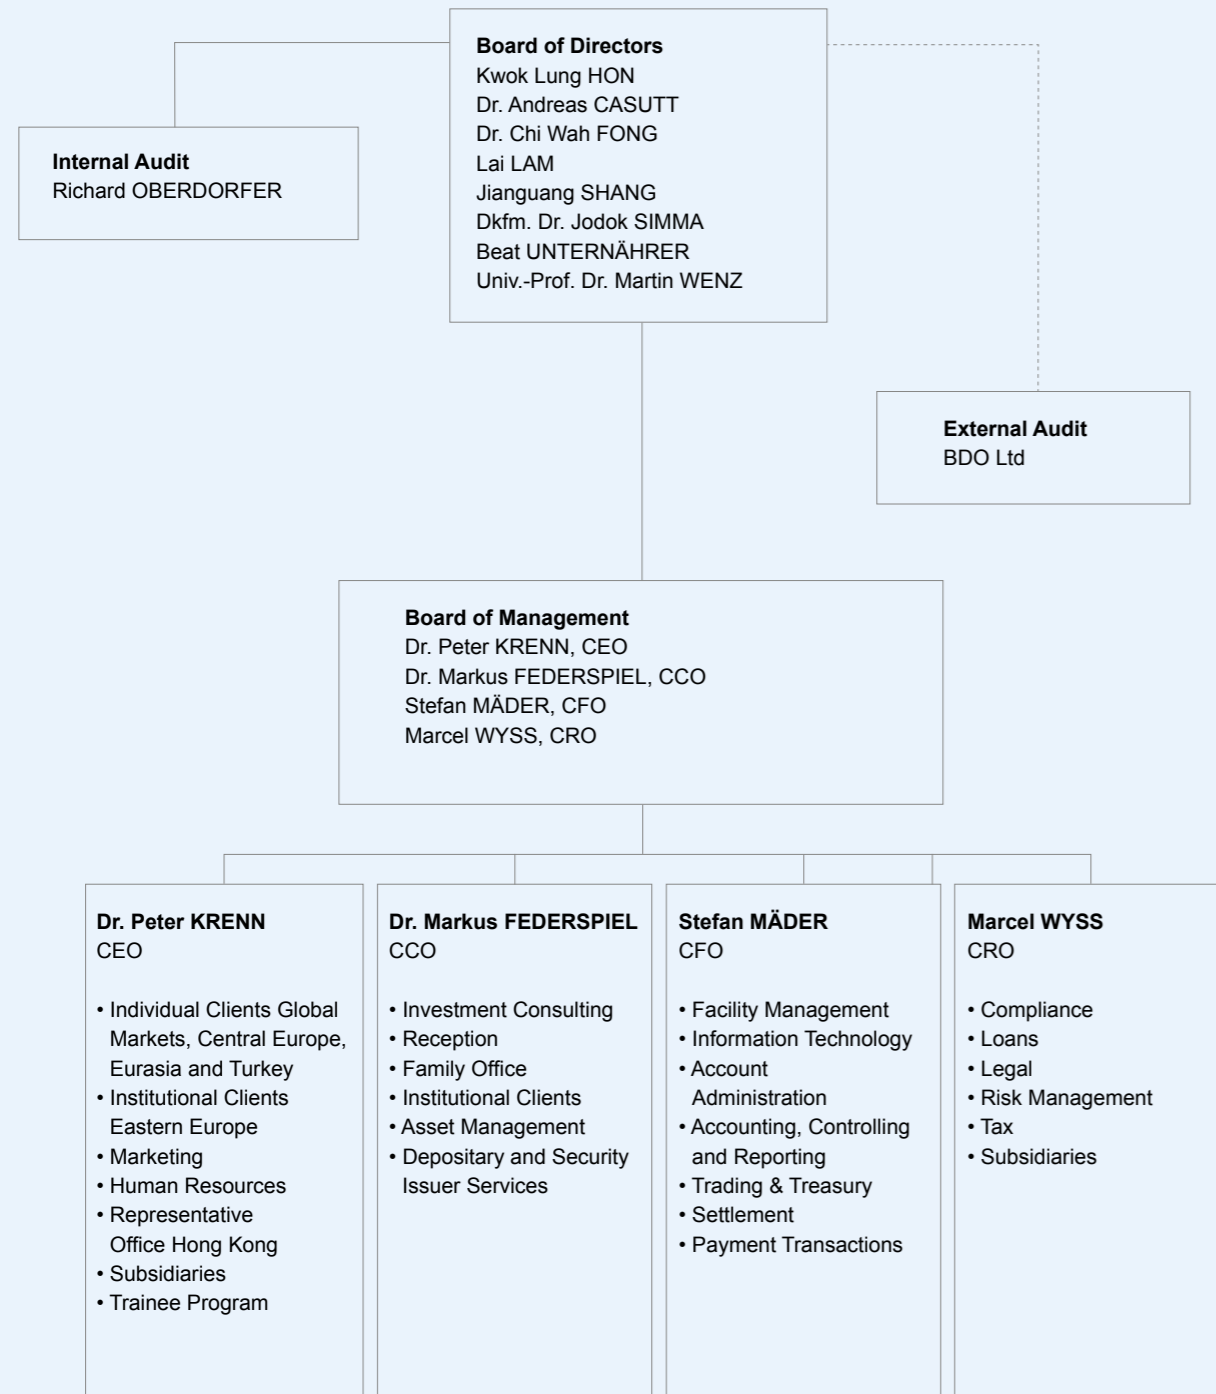 Board of Directors
Kwok Lung HON
Dr. Andreas CASUTT
Dr. Chi Wah FONG
Lai LAM
Jianguang SHANG
Dkfm. Dr. Jodok SIMMA
Beat UNTERNÄHRER
Univ.-Prof. Dr. Martin WENZ
Internal Audit
Richard OBERDORFER
External Audit
BDO Ltd
Board of Management
Dr. Peter KRENN, CEO
Dr. Markus FEDERSPIEL, CCO
Stefan MÄDER, CFO
Marcel WYSS, CRO
Dr. Peter KRENN
CEO
• Individual Clients Global
Markets, Central Europe,
Eurasia and Turkey
• Institutional Clients
Eastern Europe
• Marketing
• Human Resources
• Representative
Office Hong Kong
• Subsidiaries
• Trainee Program
Dr. Markus FEDERSPIEL
CCO
• Investment Consulting
• Reception
• Family Office
• Institutional Clients
• Asset Management
• Depositary and Security
Issuer Services
Stefan MÄDER
CFO
• Facility Management
• Information Technology
• Account
Administration
• Accounting, Controlling
and Reporting
• Trading & Treasury
• Settlement
• Payment Transactions
Marcel WYSS
CRO
• Compliance
• Loans
• Legal
• Risk Management
• Tax
• Subsidiaries